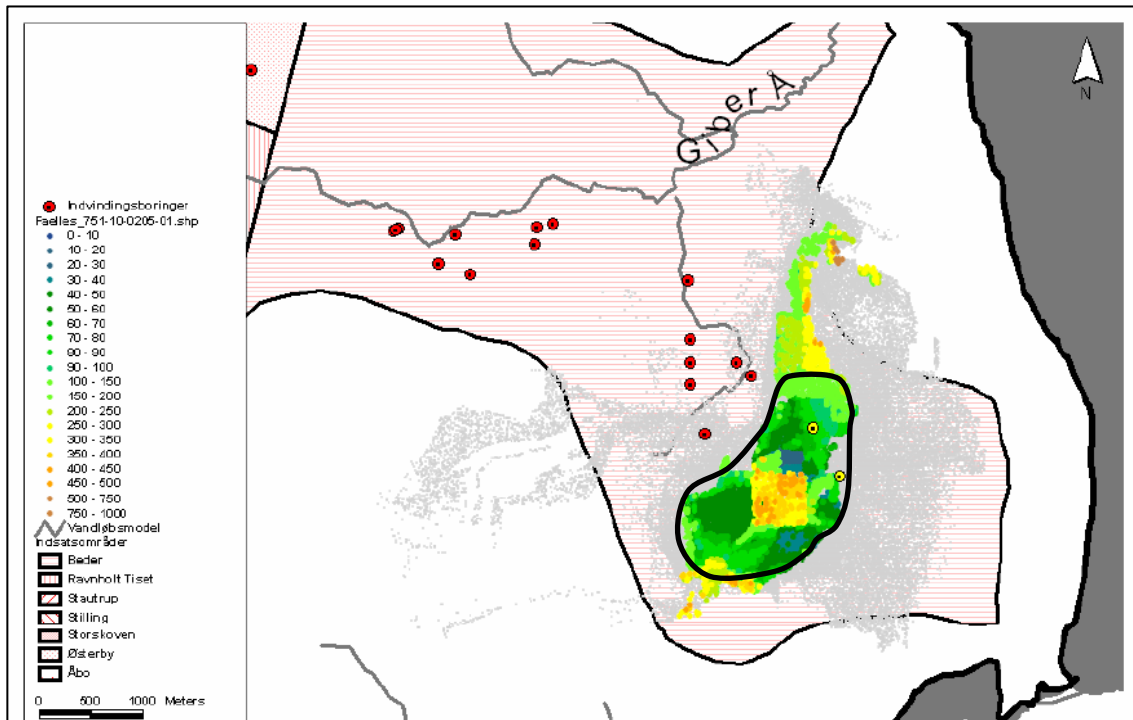 Giber Å
N
Indvindingsboringer
Faelles_751-10-0205-01.shp
0 - 10
10 - 20
20 - 30
30 - 40
40 - 50
50 - 60
60 - 70
70 - 80
80 - 90
90 - 100
100 - 150
150 - 200
200 - 250
250 - 300
300 - 350
350 - 400
400 - 450
450 - 500
500 - 750
750 - 1000
Vandløbsmodel
Indsatsområder
Beder
Ravnholt Tiset
Stautrup
Stilling
Storskoven
Østerby
Åbo
0 500 1000 Meters